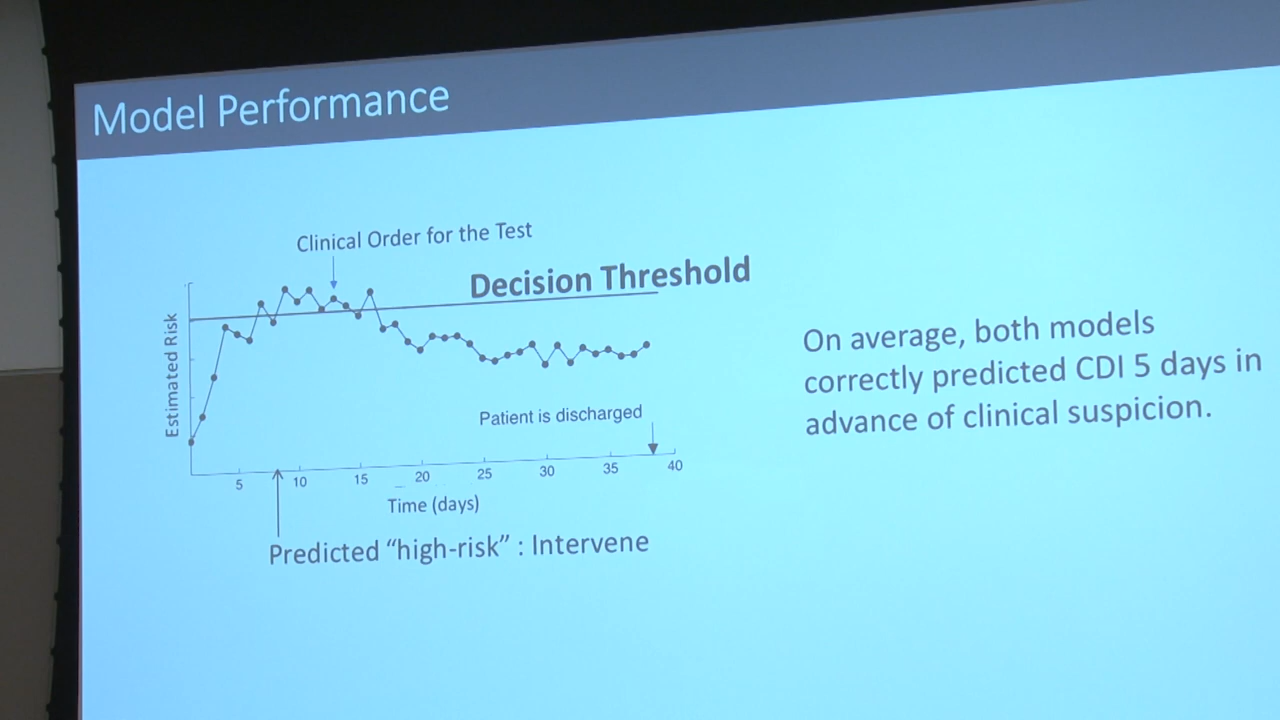 Model Performance
Clinical Order for the Test
Decision Threshold
Estimated Risk
Patient is discharged
5 10 15 20 25 30 35 40
Time (days)
Predicted “high-risk” : Intervene
On average, both models
correctly predicted CDI 5 days in
advance of clinical suspicion.